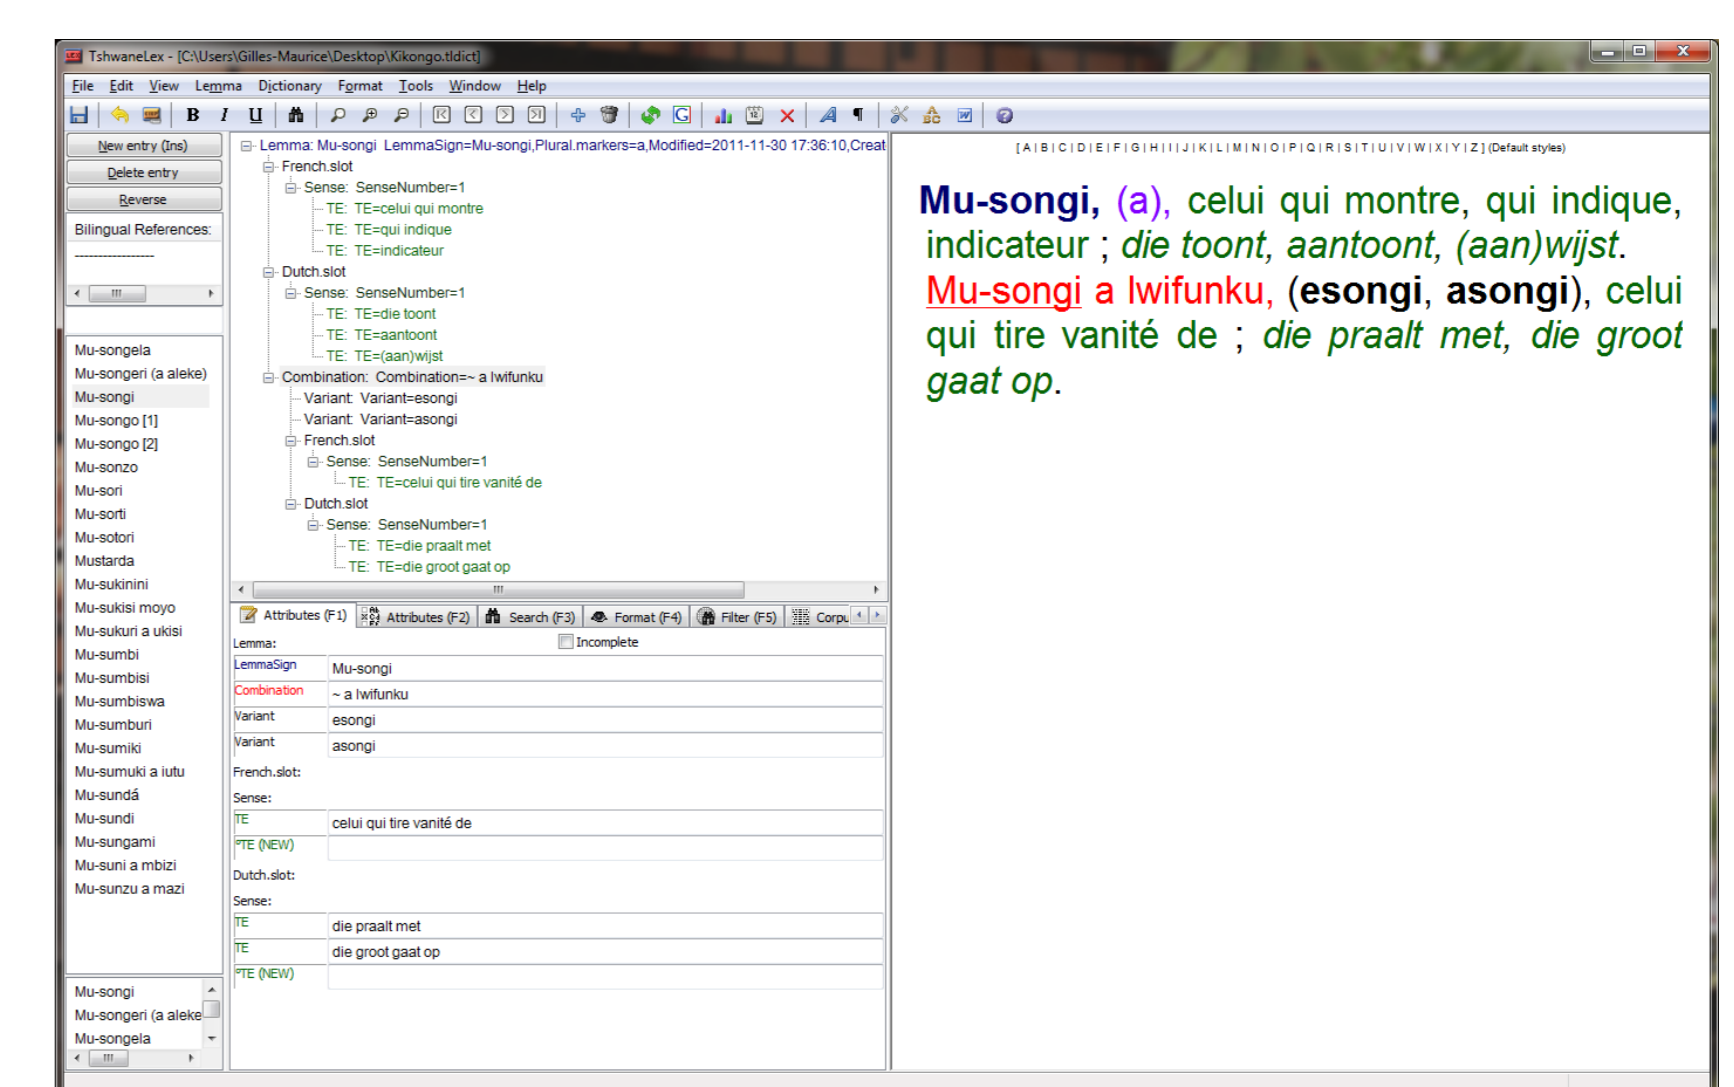 TshwaneLex - [C:\Users\Gilles-Maurice\Desktop\Kikongo.tldict]
File Edit View Lemma Dictionary Format Tools Window Help
B I U
New entry (Ins)
Delete entry
Reverse
Bilingual References:
-----------------
Mu-songela
Mu-songeri (a aleke)
Mu-songi
Mu-songo [1]
Mu-songo [2]
Mu-sonzo
Mu-sori
Mu-sorti
Mu-sotori
Mustarda
Mu-sukinini
Mu-sukisi moyo
Mu-sukuri a ukisi
Mu-sumbi
Mu-sumbisi
Mu-sumbiswa
Mu-sumburi
Mu-sumiki
Mu-sumuki a iutu
Mu-sundá
Mu-sundi
Mu-sungami
Mu-suni a mbizi
Mu-sunzu a mazi
Mu-songi
Mu-songeri (a aleke
Mu-songela
Lemma: Mu-songi LemmaSign=Mu-songi,Plural.markers=a,Modified=2011-11-30 17:36:10,Creat
French.slot
Sense: SenseNumber=1
TE: TE=celui qui montre
TE: TE=qui indique
TE: TE=indicateur
Dutch.slot
Sense: SenseNumber=1
TE: TE=die toont
TE: TE=aantoont
TE: TE=(aan)wijst
Combination: Combination=~ a lwifunku
Variant: Variant=esongi
Variant: Variant=asongi
French.slot
Sense: SenseNumber=1
TE: TE=celui qui tire vanité de
Dutch.slot
Sense: SenseNumber=1
TE: TE=die praalt met
TE: TE=die groot gaat op
Attributes (F1) Attributes (F2) Search (F3) Format (F4) Filter (F5) Corpu
Lemma: Incomplete
LemmaSign Mu-songi
Combination ~ a lwifunku
Variant esongi
Variant asongi
French.slot:
Sense:
TE celui qui tire vanité de
*TE (NEW)
Dutch.slot:
Sense:
TE die praalt met
TE die groot gaat op
*TE (NEW)
[ A | B | C | D | E | F | G | H | I | J | K | L | M | N | O | P | Q | R | S | T | U | V | W | X | Y | Z ] (Default styles)
Mu-songi, (a), celui qui montre, qui indique,
indicateur ; die toont, aantoont, (aan)wijst.
Mu-songi a lwifunku, (esongi, asongi), celui
qui tire vanité de ; die praalt met, die groot
gaat op.